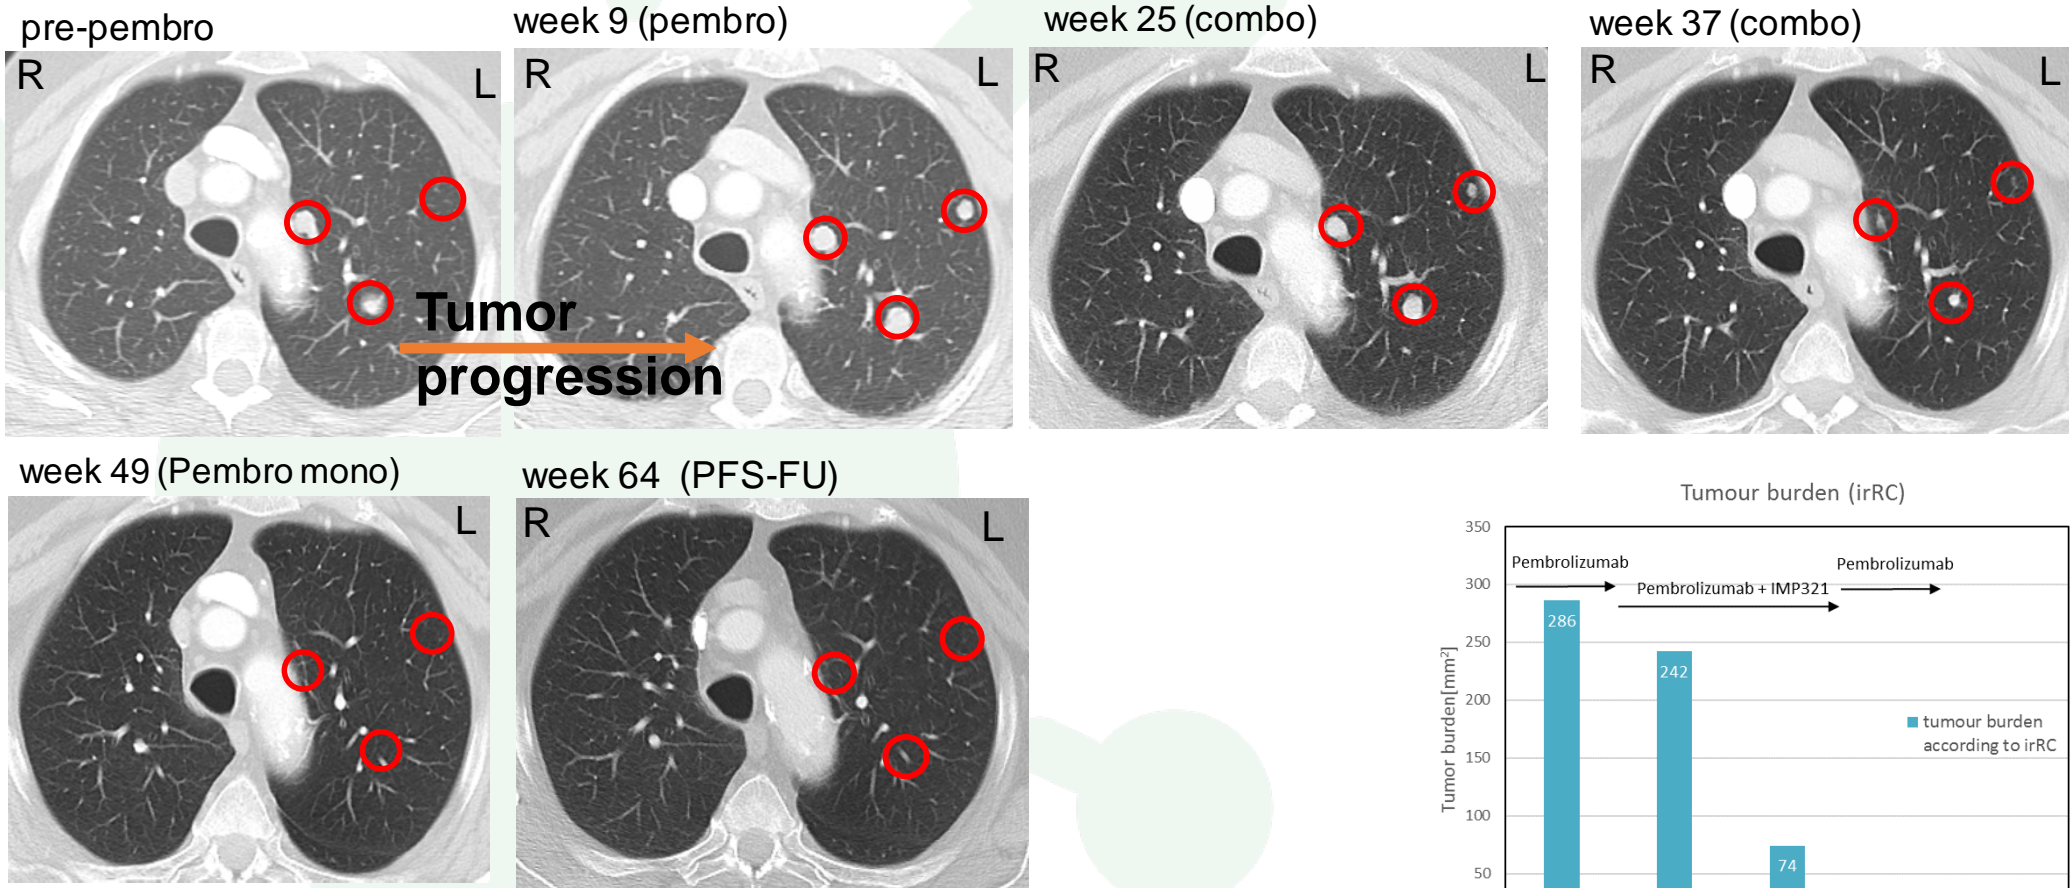 pre-pembro
R
L
week 9 (pembro)
R
L
week 25 (combo)
R
L
week 37 (combo)
R
L
Tumor
progression
week 49 (Pembro mono)
L
week 64 (PFS-FU)
R
L
Tumour burden (irRC)
350
300
250
200
150
100
50
Tumor burden[mm²]
Pembrolizumab
Pembrolizumab + IMP321
Pembrolizumab
286
242
74
tumour burden
according to irRC